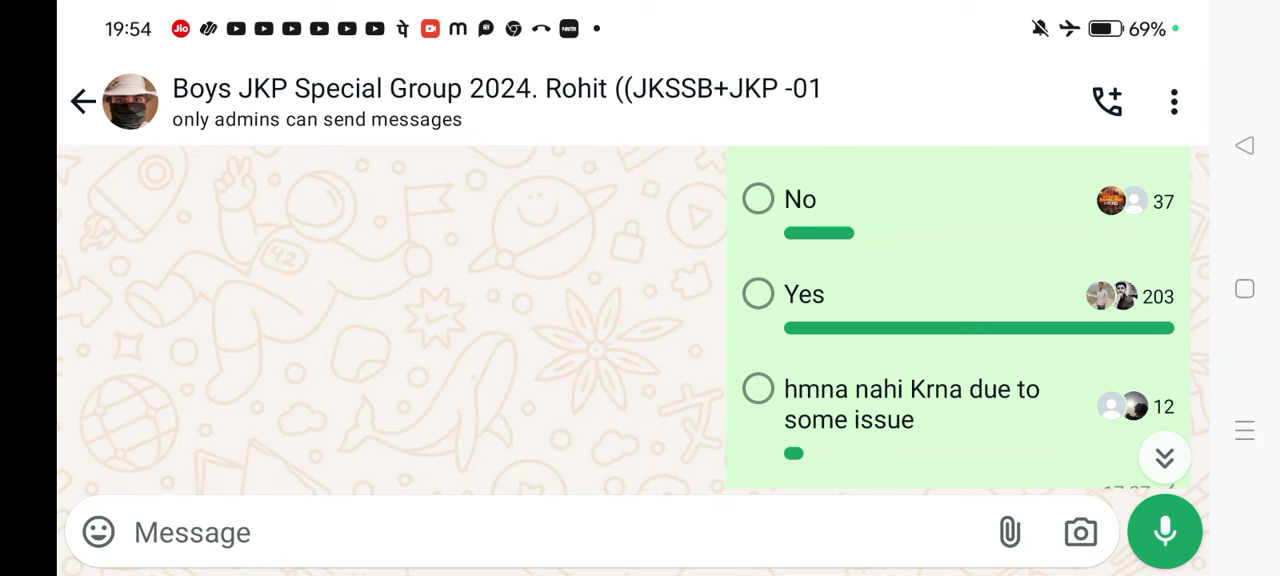 19:54
69%
Boys JKP Special Group 2024. Rohit ((JKSSB+JKP -01
only admins can send messages
No
37
Yes
203
hmna nahi Krna due to
some issue
12
Message